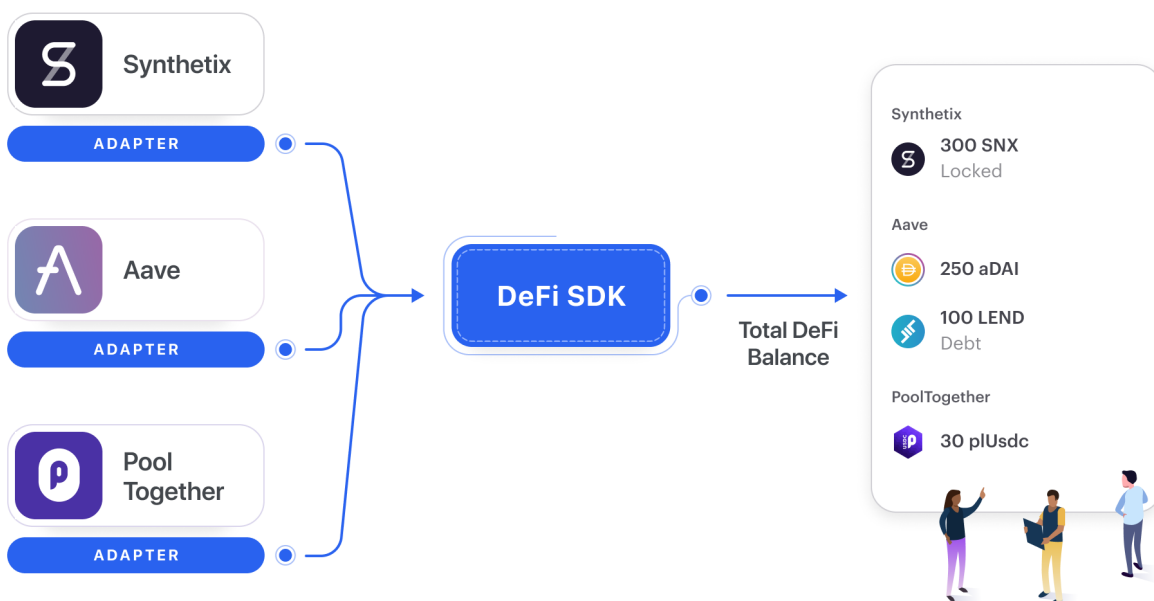 Synthetix
ADAPTER
Aave
ADAPTER
Pool
Together
ADAPTER
DeFi SDK
Total DeFi
Balance
Synthetix
300 SNX
Locked
Aave
250 aDAI
100 LEND
Debt
PoolTogether
USDC
30 plUsdc